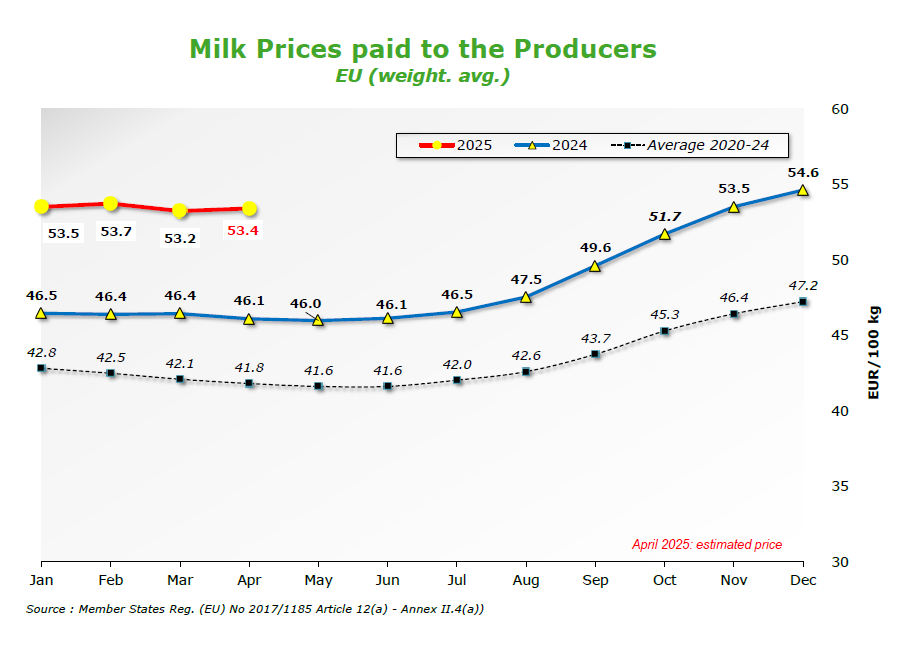 Milk Prices paid to the Producers
EU (weight. avg.)
60
2025 2024 Average 2020-24
54.6
55
53.5
51.7
53.5 53.7 53.2 53.4
50
49.6
47.5
46.5 46.4 46.4 46.1 46.0 46.1 46.5
47.2
46.4
45.3
45
43.7
42.8 42.5 42.1 41.8 41.6 41.6 42.0 42.6
EUR/100 kg
40
35
April 2025: estimated price
30
Jan Feb Mar Apr May Jun Jul Aug Sep Oct Nov Dec
Source : Member States Reg. (EU) No 2017/1185 Article 12(a) - Annex II.4(a))